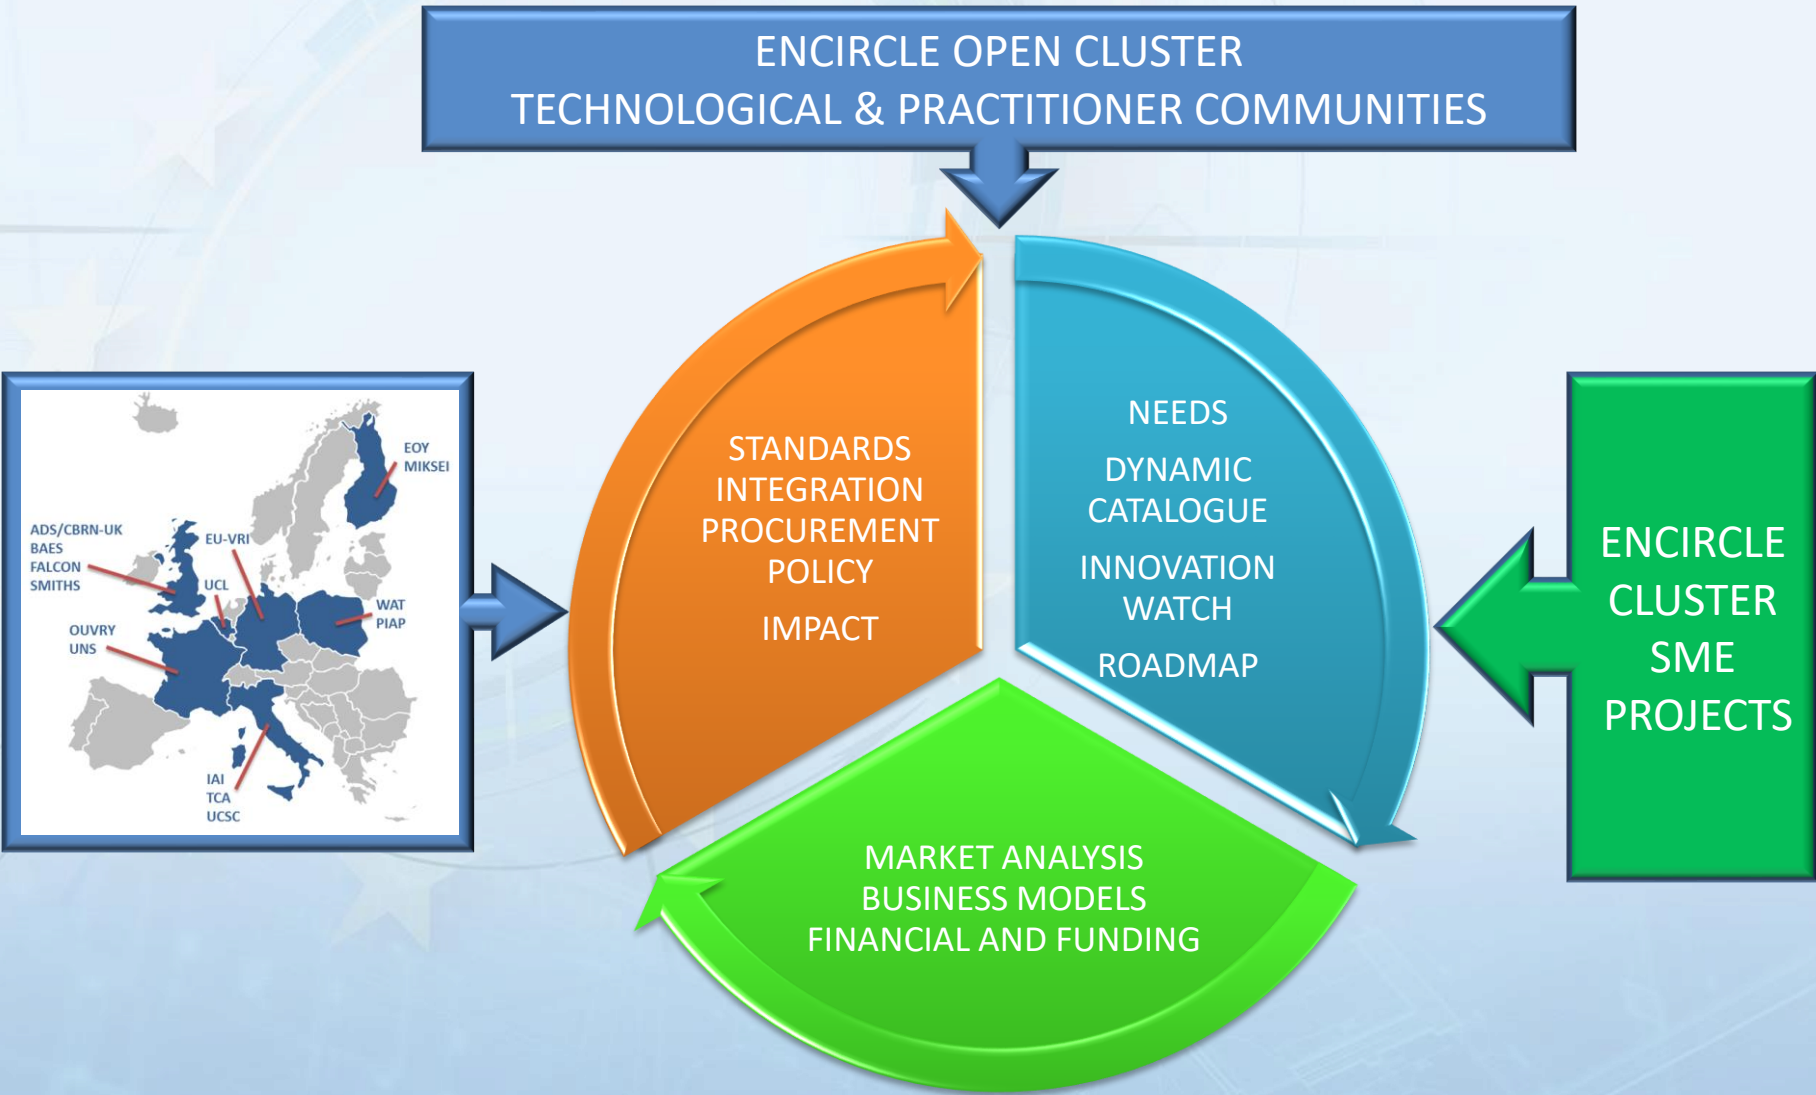 ENCIRCLE OPEN CLUSTER
TECHNOLOGICAL & PRACTITIONER COMMUNITIES
EOY
MIKSEI
ADS/CBRN-UK
BAES
FALCON
SMITHS
EU-VRI
UCL
WAT
PIAP
OUVRY
UNS
IAI
TCA
UCSC
STANDARDS
INTEGRATION
PROCUREMENT
POLICY
IMPACT
NEEDS
DYNAMIC
CATALOGUE
INNOVATION
WATCH
ROADMAP
MARKET ANALYSIS
BUSINESS MODELS
FINANCIAL AND FUNDING
ENCIRCLE
CLUSTER
SME
PROJECTS